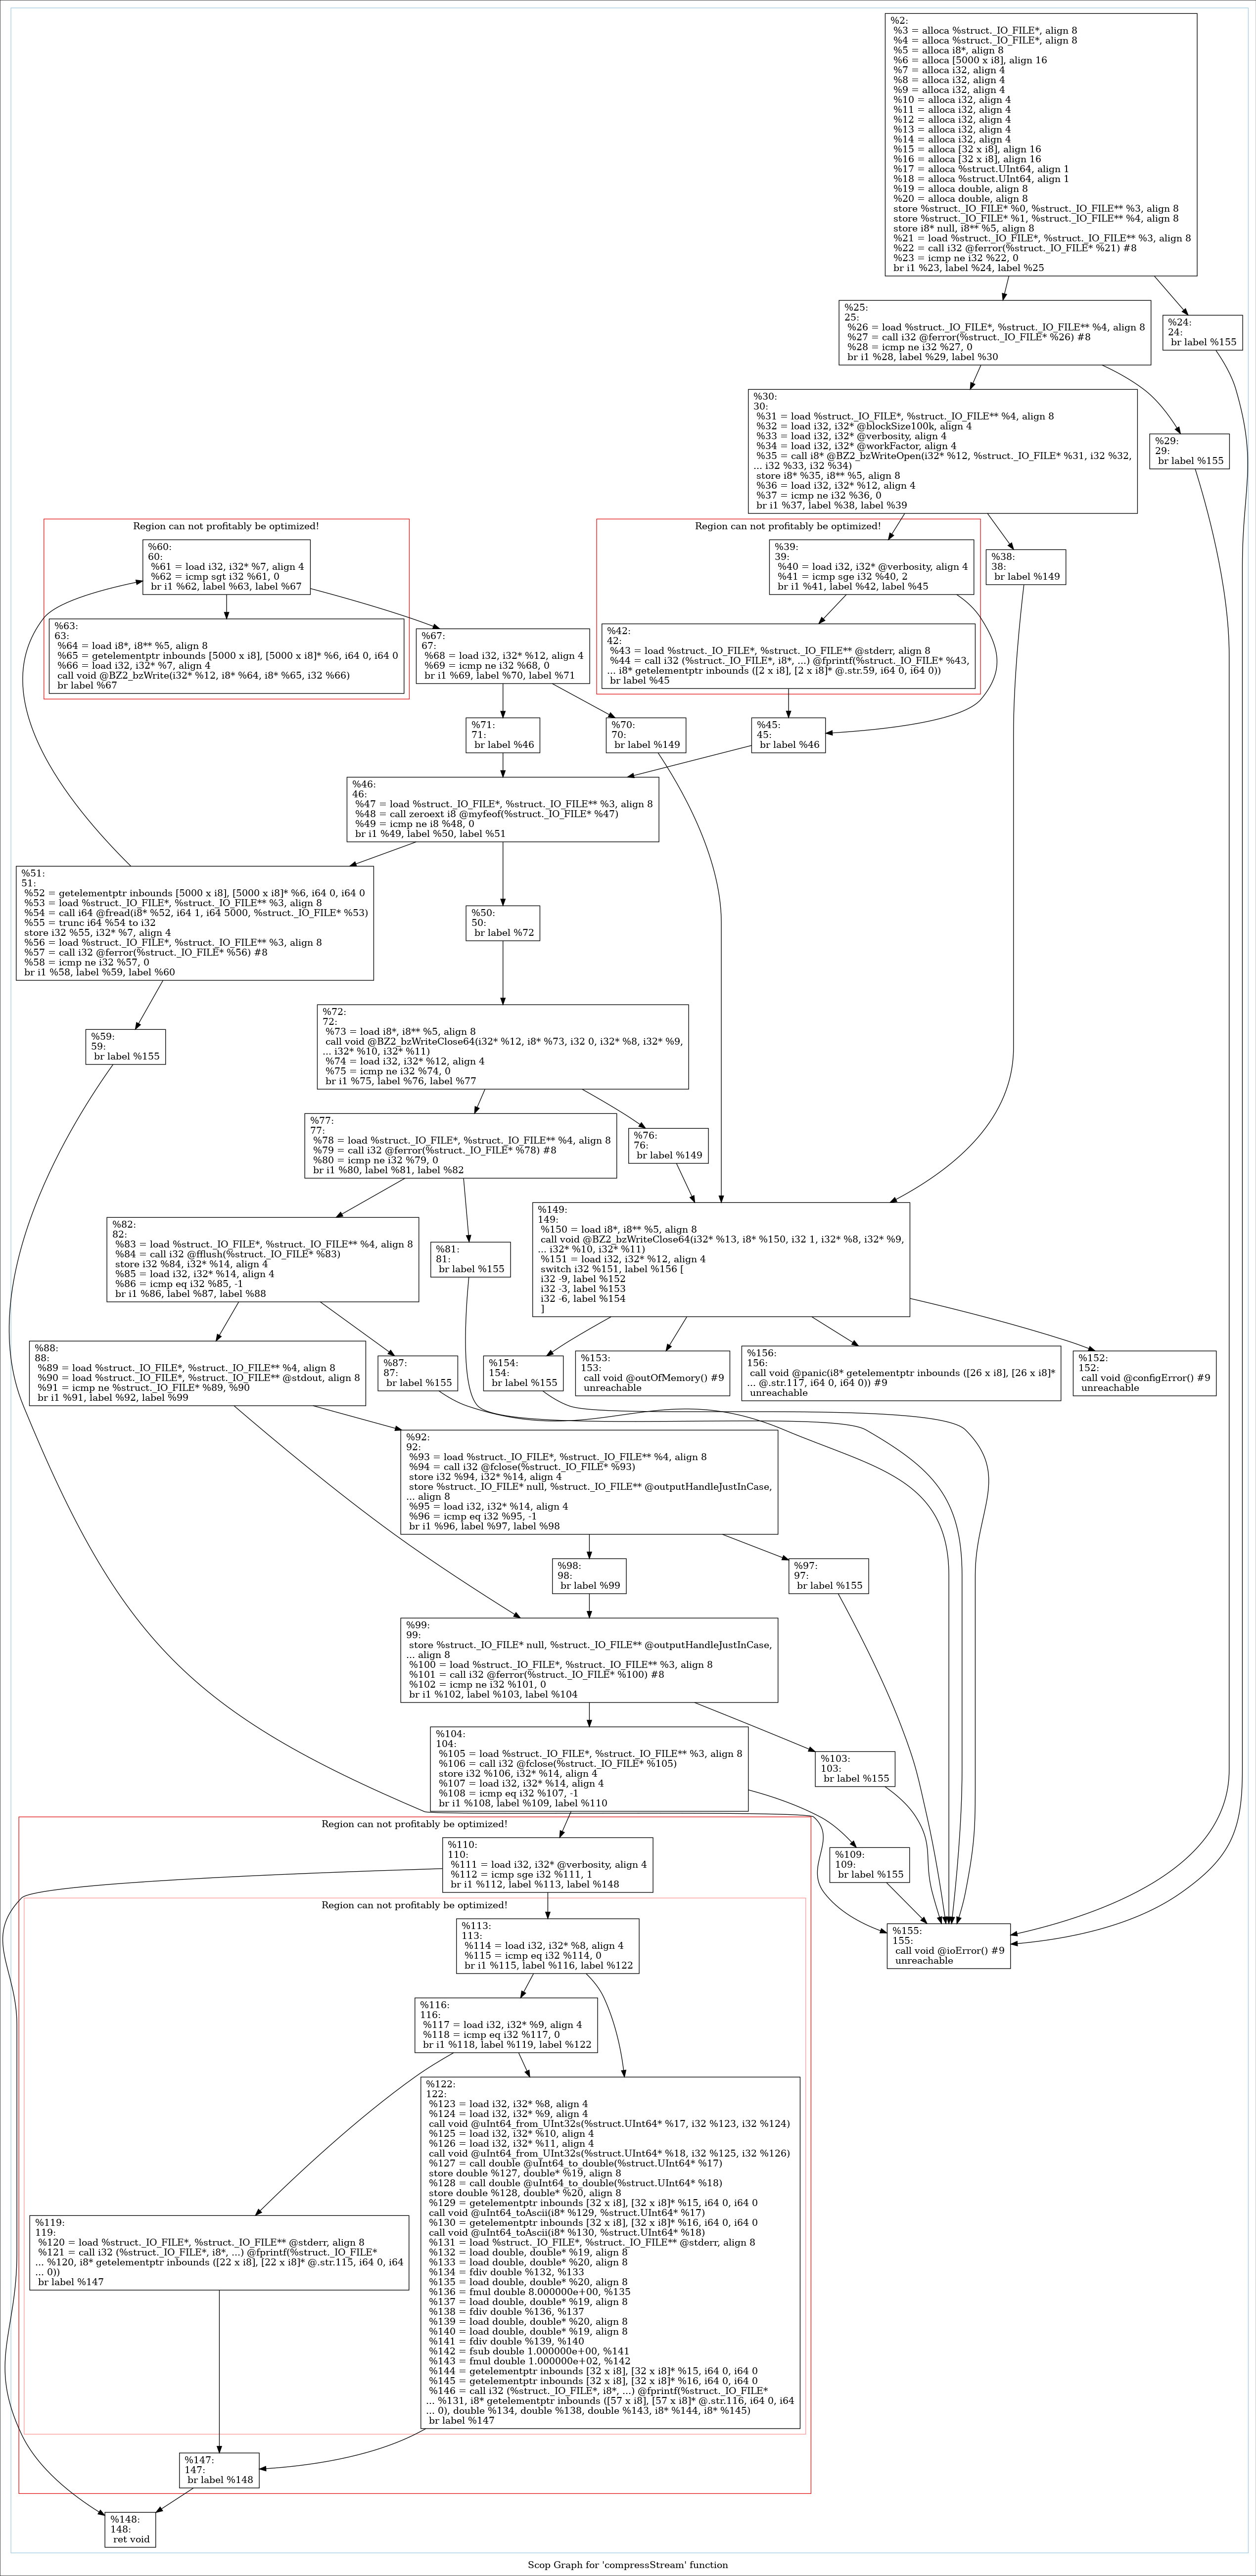 %2:
%3 = alloca %struct._IO_FILE*, align 8
%4 = alloca %struct._IO_FILE*, align 8
%5 = alloca i8*, align 8
%6 = alloca [5000 x i8], align 16
%7 = alloca i32, align 4
%8 = alloca i32, align 4
%9 = alloca i32, align 4
%10 = alloca i32, align 4
%11 = alloca i32, align 4
%12 = alloca i32, align 4
%13 = alloca i32, align 4
%14 = alloca i32, align 4
%15 = alloca [32 x i8], align 16
%16 = alloca [32 x i8], align 16
%17 = alloca %struct.UInt64, align 1
%18 = alloca %struct.UInt64, align 1
%19 = alloca double, align 8
%20 = alloca double, align 8
store %struct._IO_FILE* %0, %struct._IO_FILE** %3, align 8
store %struct._IO_FILE* %1, %struct._IO_FILE** %4, align 8
store i8* null, i8** %5, align 8
%21 = load %struct._IO_FILE*, %struct._IO_FILE** %3, align 8
%22 = call i32 @ferror(%struct._IO_FILE* %21) #8
%23 = icmp ne i32 %22, 0
br i1 %23, label %24, label %25
%25:
25:
%26 = load %struct._IO_FILE*, %struct._IO_FILE** %4, align 8
%27 = call i32 @ferror(%struct._IO_FILE* %26) #8
%28 = icmp ne i32 %27, 0
br i1 %28, label %29, label %30
%24:
24:
br label %155
%30:
30:
%31 = load %struct._IO_FILE*, %struct._IO_FILE** %4, align 8
%32 = load i32, i32* @blockSize100k, align 4
%33 = load i32, i32* @verbosity, align 4
%34 = load i32, i32* @workFactor, align 4
%35 = call i8* @BZ2_bzWriteOpen(i32* %12, %struct._IO_FILE* %31, i32 %32,
... i32 %33, i32 %34)
store i8* %35, i8** %5, align 8
%36 = load i32, i32* %12, align 4
%37 = icmp ne i32 %36, 0
br i1 %37, label %38, label %39
%29:
29:
br label %155
Region can not profitably be optimized!
%60:
60:
%61 = load i32, i32* %7, align 4
%62 = icmp sgt i32 %61, 0
br i1 %62, label %63, label %67
Region can not profitably be optimized!
%39:
39:
%40 = load i32, i32* @verbosity, align 4
%41 = icmp sge i32 %40, 2
br i1 %41, label %42, label %45
%38:
38:
br label %149
%63:
63:
%64 = load i8*, i8** %5, align 8
%65 = getelementptr inbounds [5000 x i8], [5000 x i8]* %6, i64 0, i64 0
%66 = load i32, i32* %7, align 4
call void @BZ2_bzWrite(i32* %12, i8* %64, i8* %65, i32 %66)
br label %67
%67:
67:
%68 = load i32, i32* %12, align 4
%69 = icmp ne i32 %68, 0
br i1 %69, label %70, label %71
%42:
42:
%43 = load %struct._IO_FILE*, %struct._IO_FILE** @stderr, align 8
%44 = call i32 (%struct._IO_FILE*, i8*, ...) @fprintf(%struct._IO_FILE* %43,
... i8* getelementptr inbounds ([2 x i8], [2 x i8]* @.str.59, i64 0, i64 0))
br label %45
%71:
71:
br label %46
%70:
70:
br label %149
%45:
45:
br label %46
%46:
46:
%47 = load %struct._IO_FILE*, %struct._IO_FILE** %3, align 8
%48 = call zeroext i8 @myfeof(%struct._IO_FILE* %47)
%49 = icmp ne i8 %48, 0
br i1 %49, label %50, label %51
%51:
51:
%52 = getelementptr inbounds [5000 x i8], [5000 x i8]* %6, i64 0, i64 0
%53 = load %struct._IO_FILE*, %struct._IO_FILE** %3, align 8
%54 = call i64 @fread(i8* %52, i64 1, i64 5000, %struct._IO_FILE* %53)
%55 = trunc i64 %54 to i32
store i32 %55, i32* %7, align 4
%56 = load %struct._IO_FILE*, %struct._IO_FILE** %3, align 8
%57 = call i32 @ferror(%struct._IO_FILE* %56) #8
%58 = icmp ne i32 %57, 0
br i1 %58, label %59, label %60
%50:
50:
br label %72
%59:
59:
br label %155
%72:
72:
%73 = load i8*, i8** %5, align 8
call void @BZ2_bzWriteClose64(i32* %12, i8* %73, i32 0, i32* %8, i32* %9,
... i32* %10, i32* %11)
%74 = load i32, i32* %12, align 4
%75 = icmp ne i32 %74, 0
br i1 %75, label %76, label %77
%77:
77:
%78 = load %struct._IO_FILE*, %struct._IO_FILE** %4, align 8
%79 = call i32 @ferror(%struct._IO_FILE* %78) #8
%80 = icmp ne i32 %79, 0
br i1 %80, label %81, label %82
%76:
76:
br label %149
%82:
82:
%83 = load %struct._IO_FILE*, %struct._IO_FILE** %4, align 8
%84 = call i32 @fflush(%struct._IO_FILE* %83)
store i32 %84, i32* %14, align 4
%85 = load i32, i32* %14, align 4
%86 = icmp eq i32 %85, -1
br i1 %86, label %87, label %88
%81:
81:
br label %155
%149:
149:
%150 = load i8*, i8** %5, align 8
call void @BZ2_bzWriteClose64(i32* %13, i8* %150, i32 1, i32* %8, i32* %9,
... i32* %10, i32* %11)
%151 = load i32, i32* %12, align 4
switch i32 %151, label %156 [
i32 -9, label %152
i32 -3, label %153
i32 -6, label %154
]
%88:
88:
%89 = load %struct._IO_FILE*, %struct._IO_FILE** %4, align 8
%90 = load %struct._IO_FILE*, %struct._IO_FILE** @stdout, align 8
%91 = icmp ne %struct._IO_FILE* %89, %90
br i1 %91, label %92, label %99
%87:
87:
br label %155
%154:
154:
br label %155
%153:
153:
call void @outOfMemory() #9
unreachable
%156:
156:
call void @panic(i8* getelementptr inbounds ([26 x i8], [26 x i8]*
... @.str.117, i64 0, i64 0)) #9
unreachable
%152:
152:
call void @configError() #9
unreachable
%92:
92:
%93 = load %struct._IO_FILE*, %struct._IO_FILE** %4, align 8
%94 = call i32 @fclose(%struct._IO_FILE* %93)
store i32 %94, i32* %14, align 4
store %struct._IO_FILE* null, %struct._IO_FILE** @outputHandleJustInCase,
... align 8
%95 = load i32, i32* %14, align 4
%96 = icmp eq i32 %95, -1
br i1 %96, label %97, label %98
%98:
98:
br label %99
%97:
97:
br label %155
%99:
99:
store %struct._IO_FILE* null, %struct._IO_FILE** @outputHandleJustInCase,
... align 8
%100 = load %struct._IO_FILE*, %struct._IO_FILE** %3, align 8
%101 = call i32 @ferror(%struct._IO_FILE* %100) #8
%102 = icmp ne i32 %101, 0
br i1 %102, label %103, label %104
%104:
104:
%105 = load %struct._IO_FILE*, %struct._IO_FILE** %3, align 8
%106 = call i32 @fclose(%struct._IO_FILE* %105)
store i32 %106, i32* %14, align 4
%107 = load i32, i32* %14, align 4
%108 = icmp eq i32 %107, -1
br i1 %108, label %109, label %110
%103:
103:
br label %155
Region can not profitably be optimized!
%110:
110:
%111 = load i32, i32* @verbosity, align 4
%112 = icmp sge i32 %111, 1
br i1 %112, label %113, label %148
%109:
109:
br label %155
Region can not profitably be optimized!
%113:
113:
%114 = load i32, i32* %8, align 4
%115 = icmp eq i32 %114, 0
br i1 %115, label %116, label %122
%155:
155:
call void @ioError() #9
unreachable
%116:
116:
%117 = load i32, i32* %9, align 4
%118 = icmp eq i32 %117, 0
br i1 %118, label %119, label %122
%122:
122:
%123 = load i32, i32* %8, align 4
%124 = load i32, i32* %9, align 4
call void @uInt64_from_UInt32s(%struct.UInt64* %17, i32 %123, i32 %124)
%125 = load i32, i32* %10, align 4
%126 = load i32, i32* %11, align 4
call void @uInt64_from_UInt32s(%struct.UInt64* %18, i32 %125, i32 %126)
%127 = call double @uInt64_to_double(%struct.UInt64* %17)
store double %127, double* %19, align 8
%128 = call double @uInt64_to_double(%struct.UInt64* %18)
store double %128, double* %20, align 8
%129 = getelementptr inbounds [32 x i8], [32 x i8]* %15, i64 0, i64 0
call void @uInt64_toAscii(i8* %129, %struct.UInt64* %17)
%130 = getelementptr inbounds [32 x i8], [32 x i8]* %16, i64 0, i64 0
call void @uInt64_toAscii(i8* %130, %struct.UInt64* %18)
%131 = load %struct._IO_FILE*, %struct._IO_FILE** @stderr, align 8
%132 = load double, double* %19, align 8
%133 = load double, double* %20, align 8
%134 = fdiv double %132, %133
%135 = load double, double* %20, align 8
%136 = fmul double 8.000000e+00, %135
%137 = load double, double* %19, align 8
%138 = fdiv double %136, %137
%139 = load double, double* %20, align 8
%140 = load double, double* %19, align 8
%141 = fdiv double %139, %140
%142 = fsub double 1.000000e+00, %141
%143 = fmul double 1.000000e+02, %142
%144 = getelementptr inbounds [32 x i8], [32 x i8]* %15, i64 0, i64 0
%145 = getelementptr inbounds [32 x i8], [32 x i8]* %16, i64 0, i64 0
%146 = call i32 (%struct._IO_FILE*, i8*, ...) @fprintf(%struct._IO_FILE*
... %131, i8* getelementptr inbounds ([57 x i8], [57 x i8]* @.str.116, i64 0, i64
... 0), double %134, double %138, double %143, i8* %144, i8* %145)
br label %147
%119:
119:
%120 = load %struct._IO_FILE*, %struct._IO_FILE** @stderr, align 8
%121 = call i32 (%struct._IO_FILE*, i8*, ...) @fprintf(%struct._IO_FILE*
... %120, i8* getelementptr inbounds ([22 x i8], [22 x i8]* @.str.115, i64 0, i64
... 0))
br label %147
%147:
147:
br label %148
%148:
148:
ret void
Scop Graph for 'compressStream' function